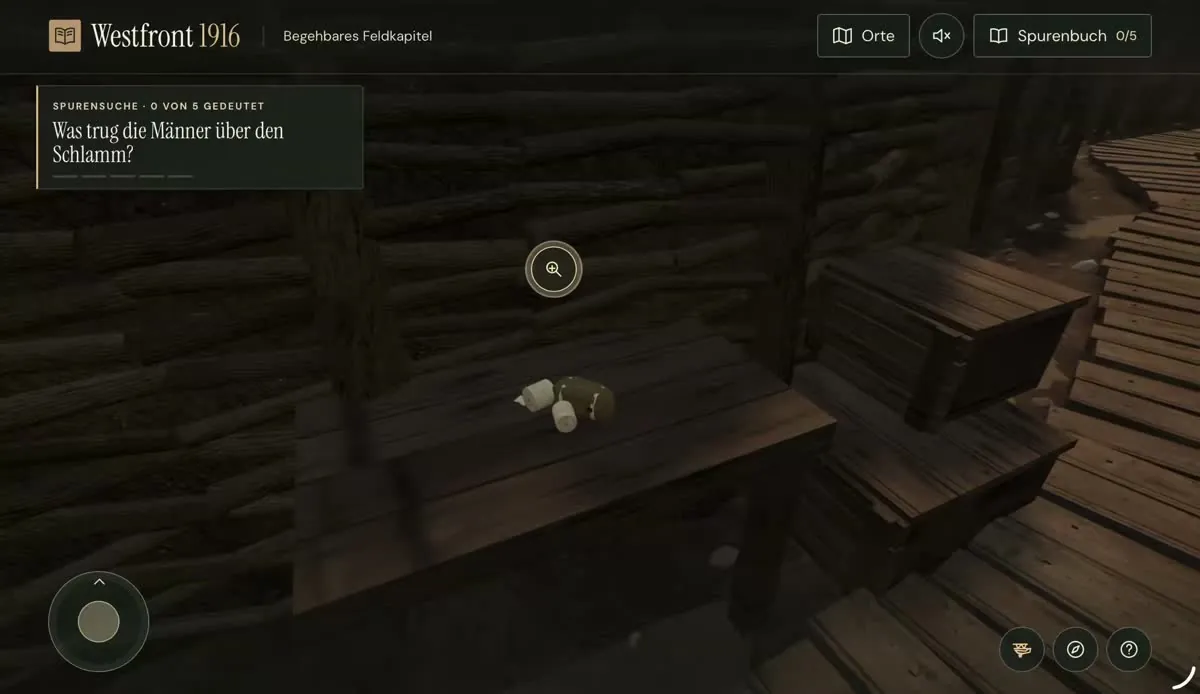 Westfront 1916
Begehbares Feldkapitel
Orte
Spurenbuch 0/5
SPURENSUCHE · 0 VON 5 GEDEUTET
Was trug die Männer über den
Schlamm?